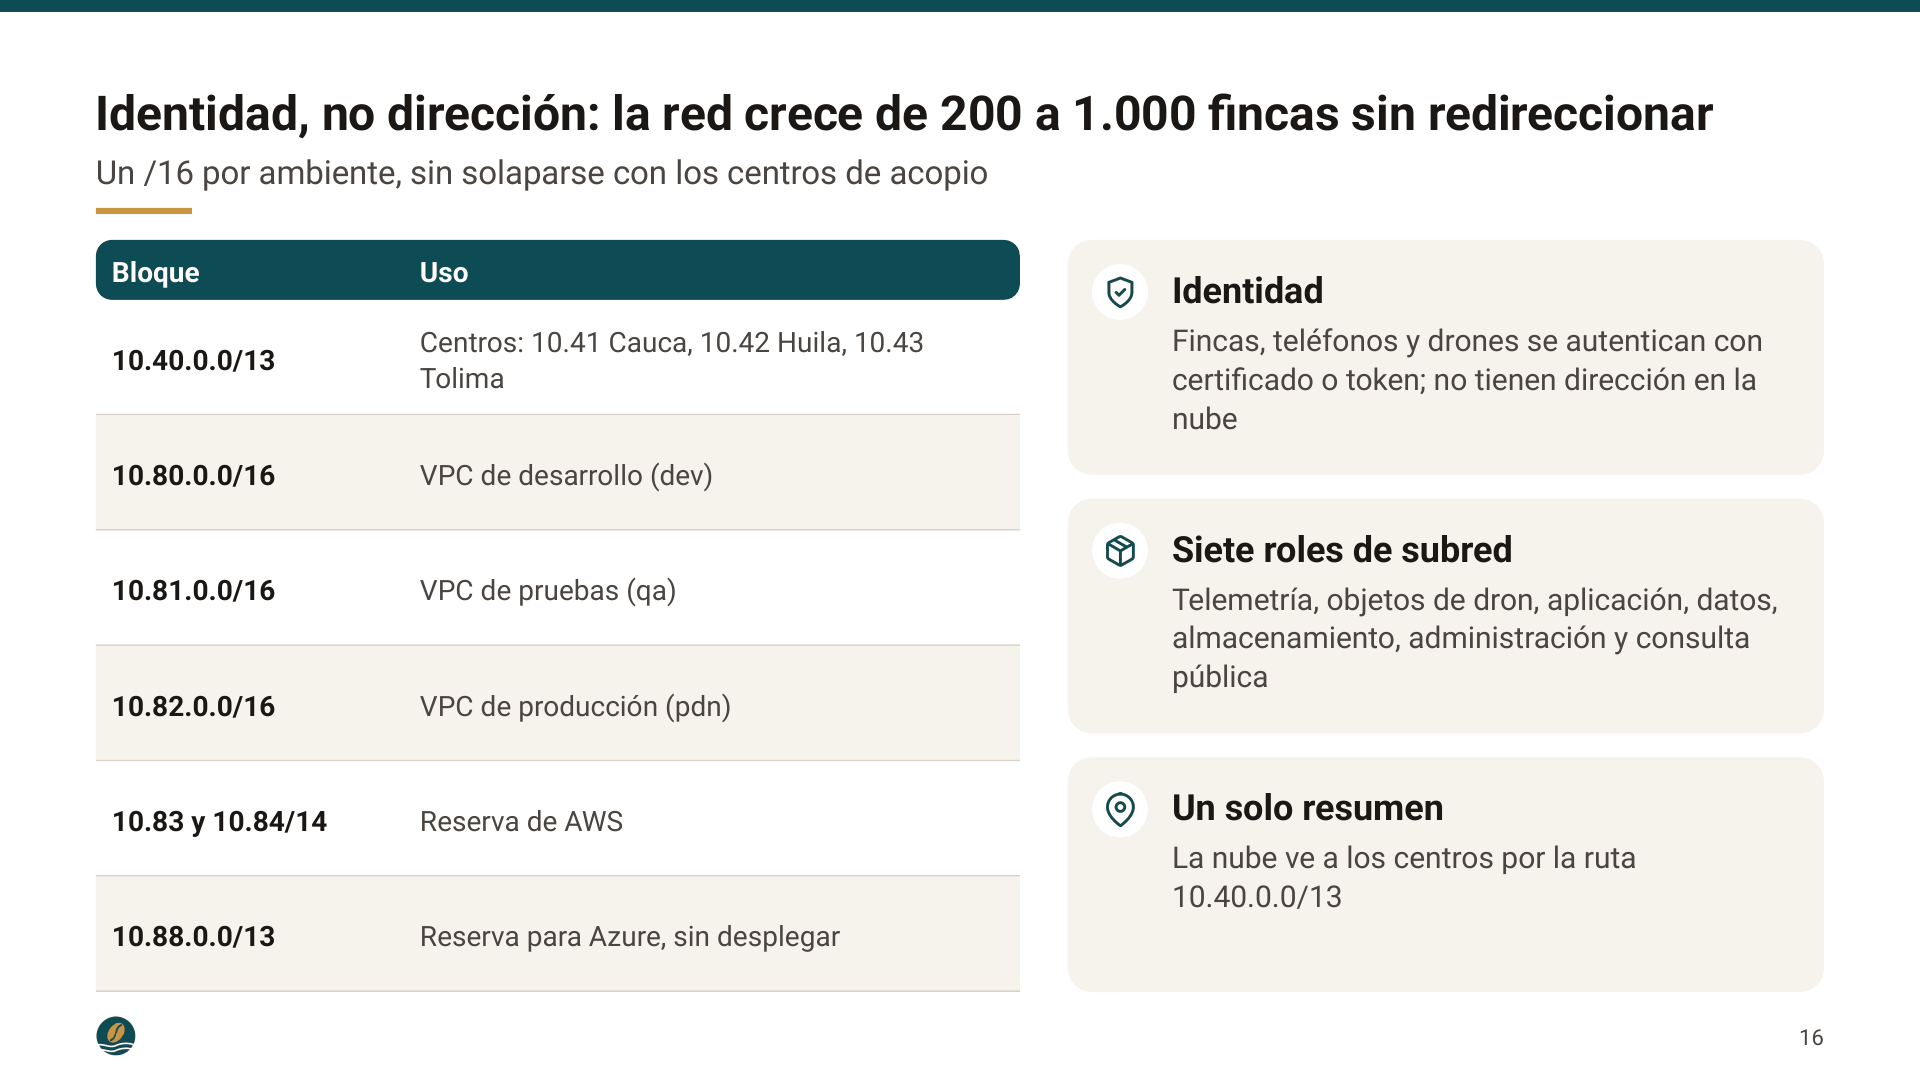 Identidad, no dirección: la red crece de 200 a 1.000 fincas sin redireccionar
Un /16 por ambiente, sin solaparse con los centros de acopio
Bloque Uso
10.40.0.0/13 Centros: 10.41 Cauca, 10.42 Huila, 10.43
Tolima
10.80.0.0/16 VPC de desarrollo (dev)
10.81.0.0/16 VPC de pruebas (qa)
10.82.0.0/16 VPC de producción (pdn)
10.83 y 10.84/14 Reserva de AWS
10.88.0.0/13 Reserva para Azure, sin desplegar
Identidad
Fincas, teléfonos y drones se autentican con
certificado o token; no tienen dirección en la
nube
Siete roles de subred
Telemetría, objetos de dron, aplicación, datos,
almacenamiento, administración y consulta
pública
Un solo resumen
La nube ve a los centros por la ruta
10.40.0.0/13
16